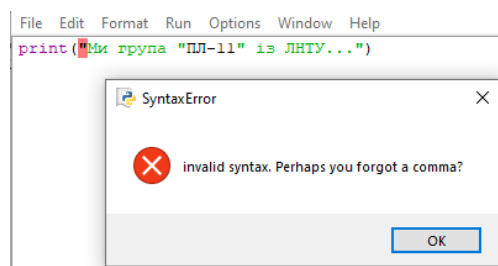 File Edit Format Run Options Window Help
print("Ми група "ПЛ-11" із ЛНТУ...")
SyntaxError
invalid syntax. Perhaps you forgot a comma?
OK